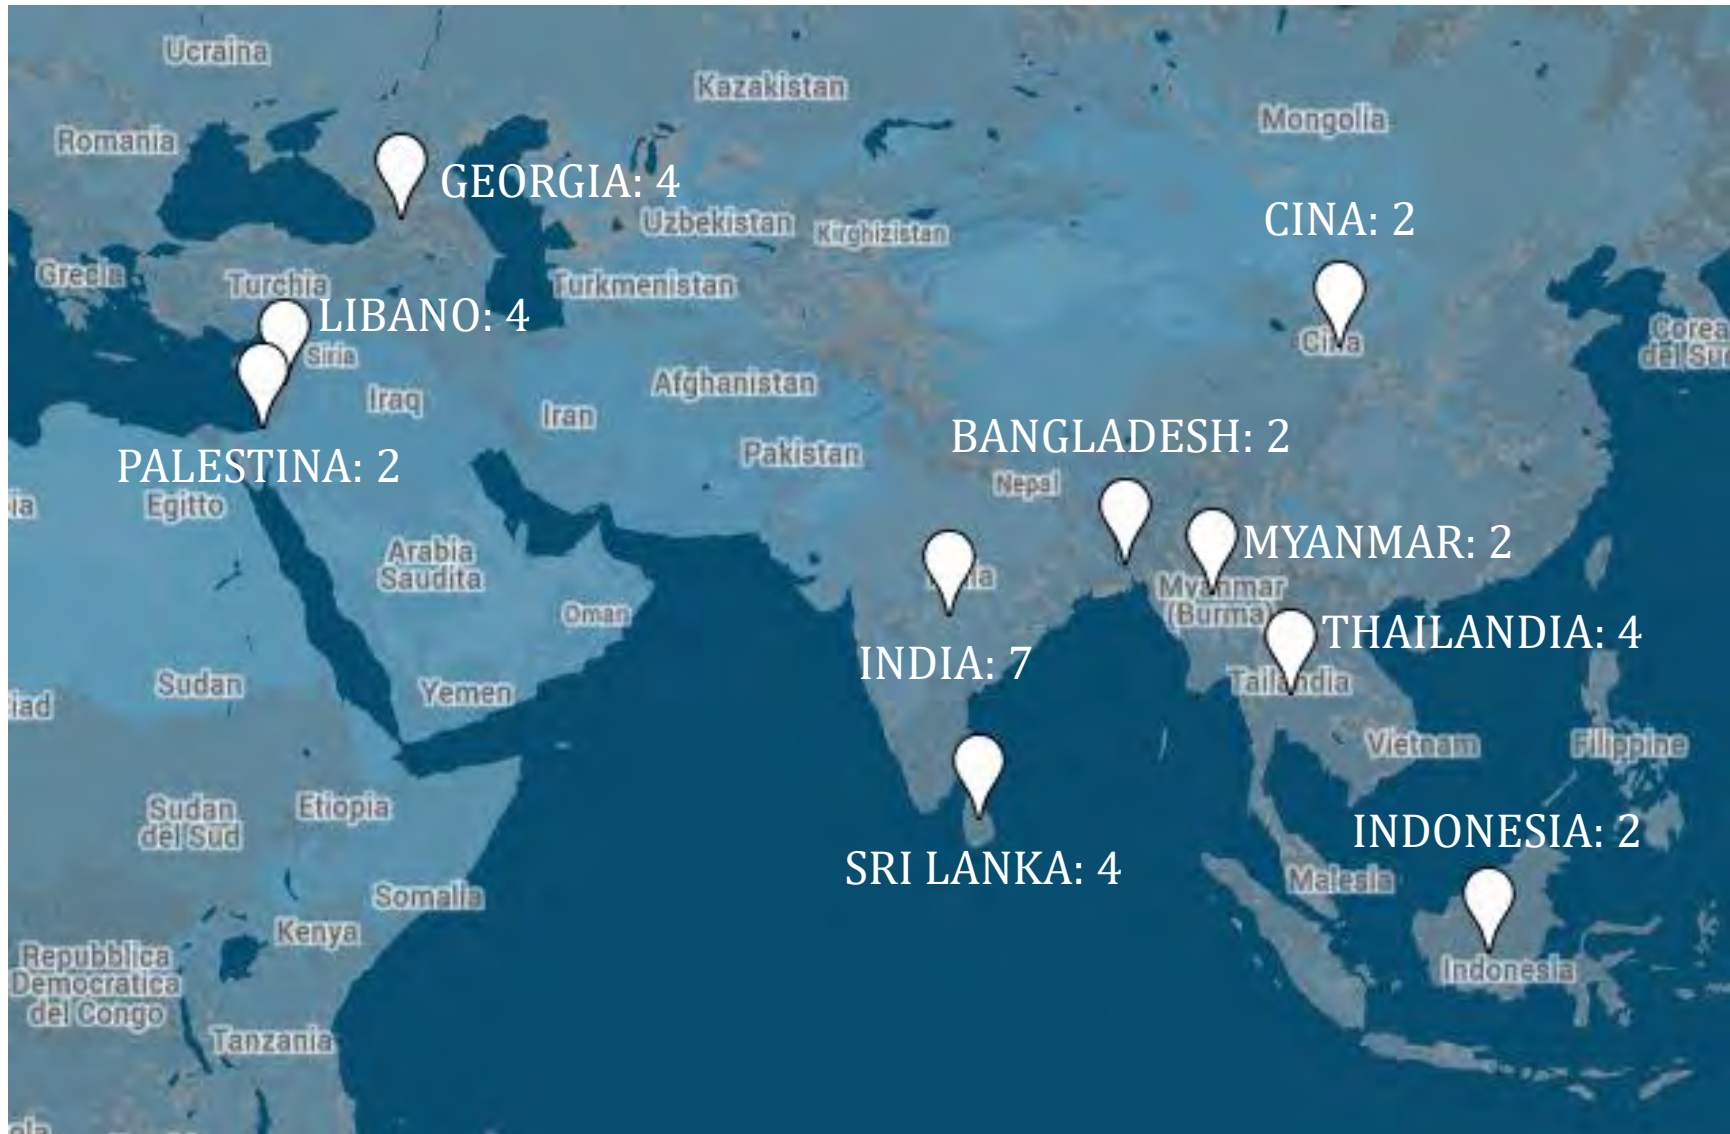 Ucraina
Kazakistan
Mongolia
Romania
GEORGIA: 4
CINA: 2
Uzbekistan
Kirghizistan
Grecia
Turchia
Turkmenistan
LIBANO: 4
Siria
Corea
del Su
Afghanistan
Iraq
Iran
BANGLADESH: 2
Pakistan
PALESTINA: 2
Nepal
Egitto
MYANMAR: 2
Arabia
Saudita
Myanmar
(Burma)
Oman
INDIA: 7
THAILANDIA: 4
Sudan
Yemen
iad
Vietnam
Filippine
Sudan
del Sud
Etiopia
INDONESIA: 2
SRI LANKA: 4
Malesia
Somalia
Kenya
Repubblica
Democratica
del Congo
Indonesia
Tanzania